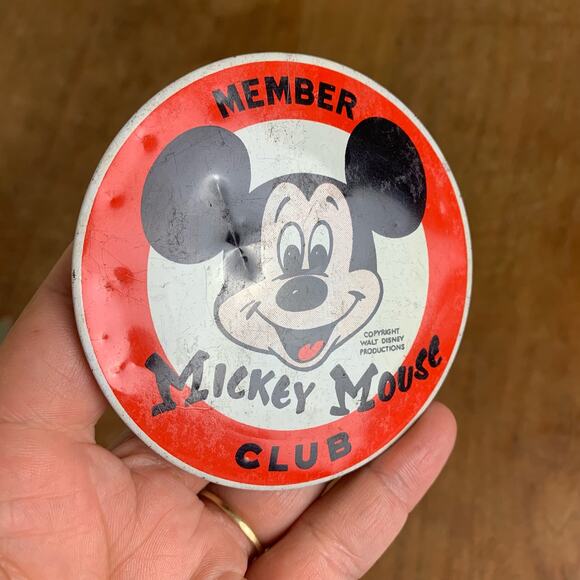 MEMBER
COPYRIGHT
WALT DISNEY
PRODUCTIONS
MICKEY MOUSE
CLUB